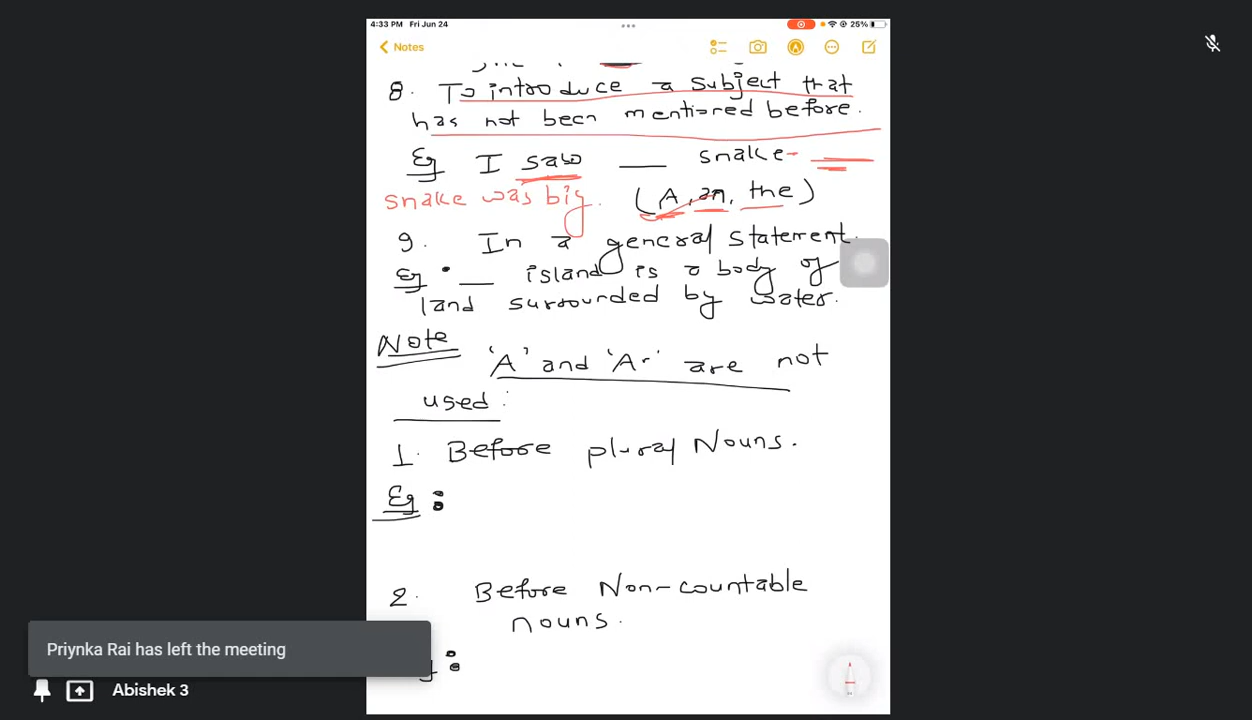 4:33 PM Fri Jun 24
25%
Notes
8. To introduce a subject that
has not been mentioned before.
Eg I saw ___ snake- ___
snake was big. (A, an, the)
9. In a general statement.
Eg • __ island is a body of
land surrounded by water.
Note 'A' and 'An' are not
used:
1. Before plural Nouns.
Eg:
2. Before Non-countable
nouns.
Priynka Rai has left the meeting
Abishek 3